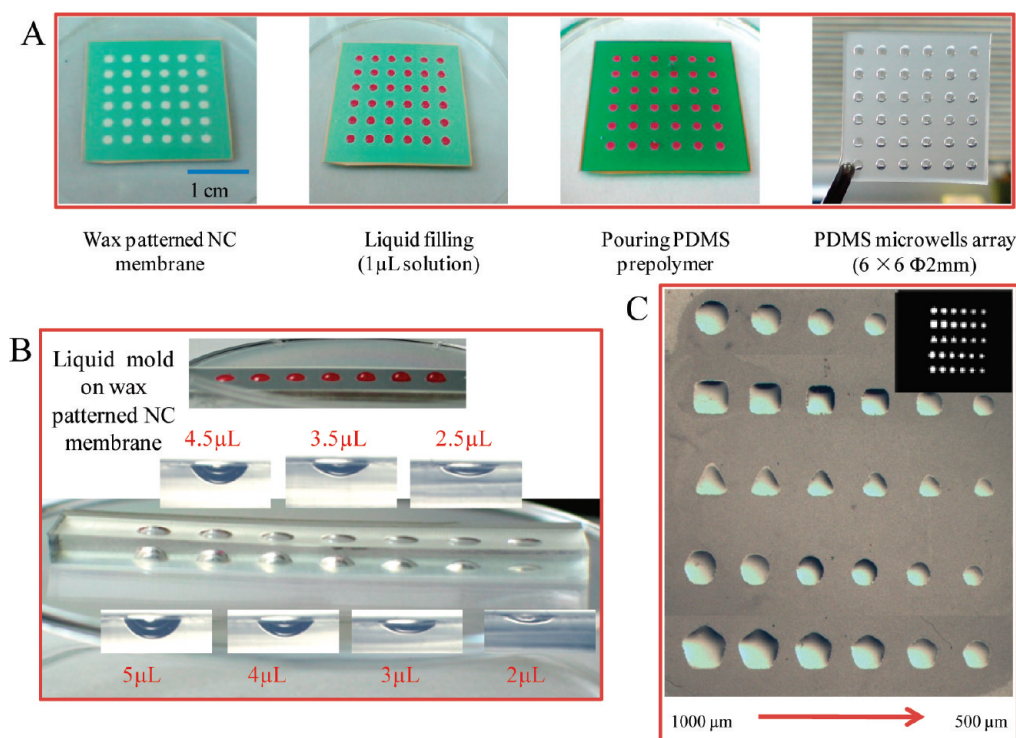 A
1 cm
Wax patterned NC
membrane
Liquid filling
(1μL solution)
Pouring PDMS
prepolymer
PDMS microwells array
(6 ×6 Φ2mm)
B
Liquid mold
on wax
patterned NC
membrane
4.5μL
3.5μL
2.5μL
5μL
4μL
3μL
2μL
C
1000 μm
500 μm